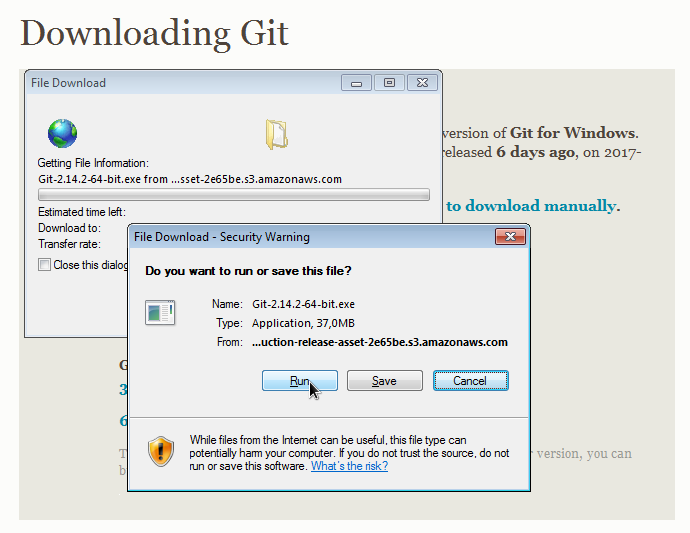 Downloading Git
File Download
version of Git for Windows.
released 6 days ago, on 2017-
to download manually.
Getting File Information:
Git-2.14.2-64-bit.exe from ...sset-2e65be.s3.amazonaws.com
Estimated time left:
Download to:
Transfer rate:
Close this dialog
File Download - Security Warning
Do you want to run or save this file?
Name: Git-2.14.2-64-bit.exe
Type: Application, 37,0MB
From: ...uction-release-asset-2e65be.s3.amazonaws.com
Run Save Cancel
While files from the Internet can be useful, this file type can
potentially harm your computer. If you do not trust the source, do not
run or save this software. What's the risk?
G
3
6
version, you can